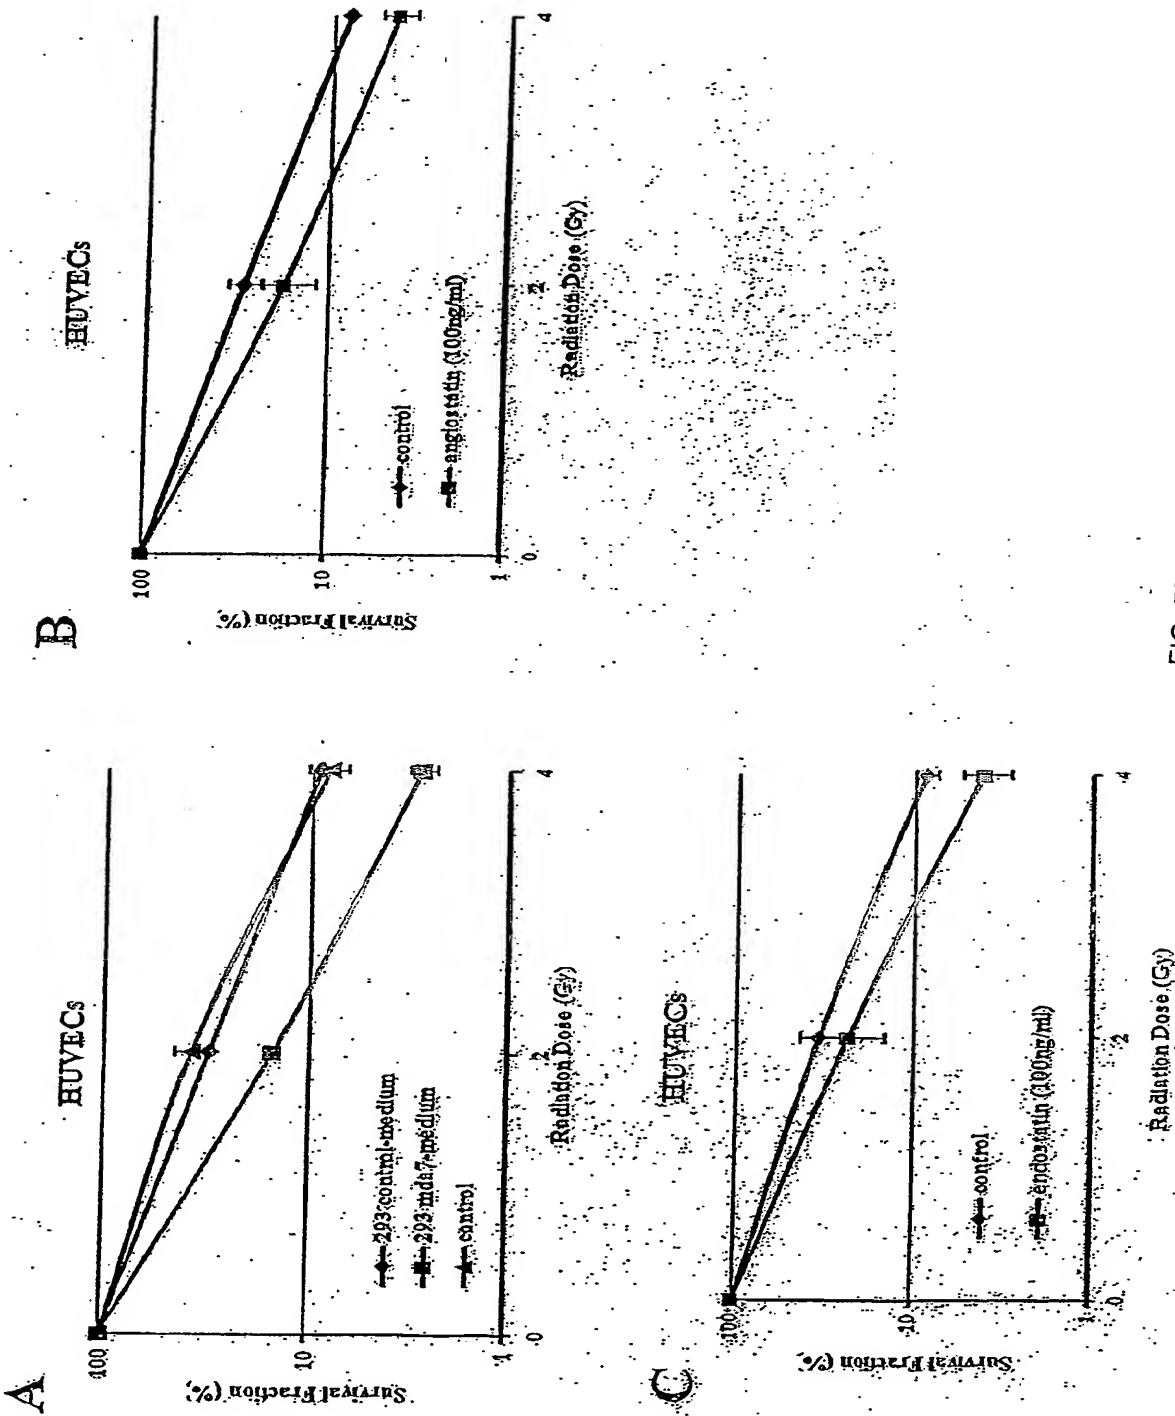 A
HUVECs
100
10
1
Survival Fraction (%)
0
2
4
Radiation Dose (Gy)
293 control medium
293 mda7 medium
control
B
HUVECs
100
10
1
Survival Fraction (%)
0
2
4
Radiation Dose (Gy)
control
angiostatin (100ng/ml)
C
HUVECs
100
10
1
Survival Fraction (%)
0
2
4
Radiation Dose (Gy)
control
endostatin (100ng/ml)
FIG.